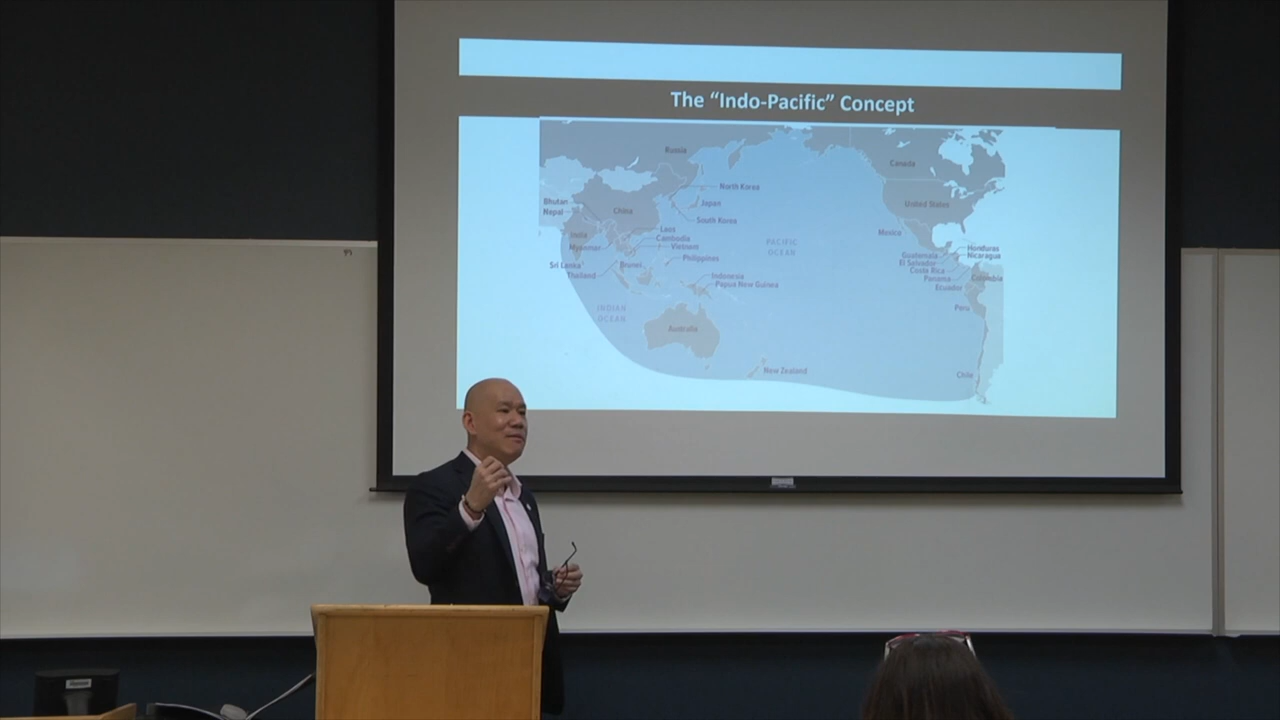 The "Indo-Pacific" Concept
Russia
Canada
North Korea
Bhutan
Japan
United States
Nepal
China
South Korea
India
Laos
Mexico
Cambodia
PACIFIC
OCEAN
Myanmar
Vietnam
Honduras
Guatemala
Nicaragua
Philippines
El Salvador
Sri Lanka
Brunei
Costa Rica
Thailand
Indonesia
Panama
Colombia
Papua New Guinea
Ecuador
INDIAN
OCEAN
Peru
Australia
New Zealand
Chile